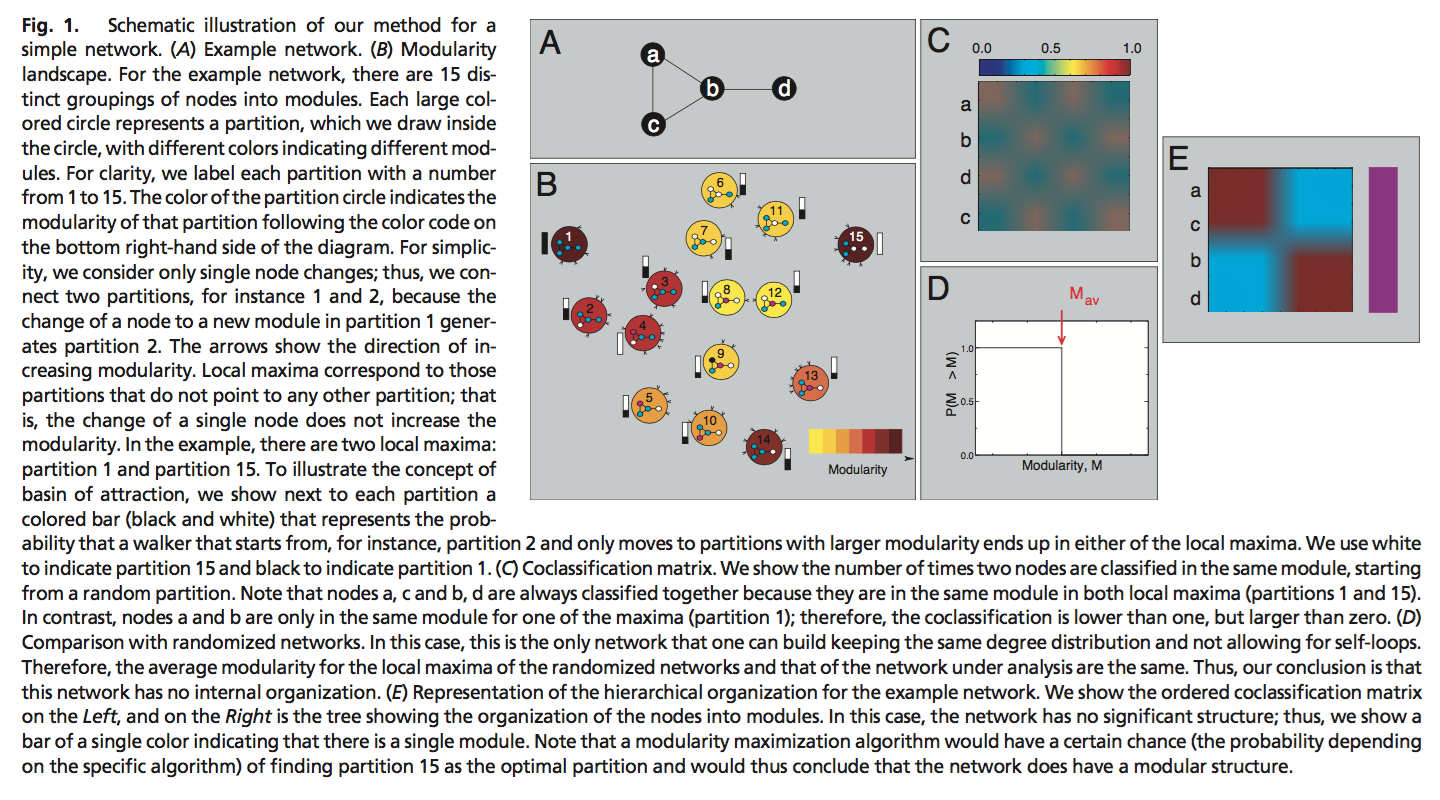 Fig. 1. Schematic illustration of our method for a
simple network. (A) Example network. (B) Modularity
landscape. For the example network, there are 15 dis-
tinct groupings of nodes into modules. Each large col-
ored circle represents a partition, which we draw inside
the circle, with different colors indicating different mod-
ules. For clarity, we label each partition with a number
from 1 to 15. The color of the partition circle indicates the
modularity of that partition following the color code on
the bottom right-hand side of the diagram. For simplic-
ity, we consider only single node changes; thus, we con-
nect two partitions, for instance 1 and 2, because the
change of a node to a new module in partition 1 gener-
ates partition 2. The arrows show the direction of in-
creasing modularity. Local maxima correspond to those
partitions that do not point to any other partition; that
is, the change of a single node does not increase the
modularity. In the example, there are two local maxima:
partition 1 and partition 15. To illustrate the concept of
basin of attraction, we show next to each partition a
colored bar (black and white) that represents the prob-
ability that a walker that starts from, for instance, partition 2 and only moves to partitions with larger modularity ends up in either of the local maxima. We use white
to indicate partition 15 and black to indicate partition 1. (C) Coclassification matrix. We show the number of times two nodes are classified in the same module, starting
from a random partition. Note that nodes a, c and b, d are always classified together because they are in the same module in both local maxima (partitions 1 and 15).
In contrast, nodes a and b are only in the same module for one of the maxima (partition 1); therefore, the coclassification is lower than one, but larger than zero. (D)
Comparison with randomized networks. In this case, this is the only network that one can build keeping the same degree distribution and not allowing for self-loops.
Therefore, the average modularity for the local maxima of the randomized networks and that of the network under analysis are the same. Thus, our conclusion is that
this network has no internal organization. (E) Representation of the hierarchical organization for the example network. We show the ordered coclassification matrix
on the Left, and on the Right is the tree showing the organization of the nodes into modules. In this case, the network has no significant structure; thus, we show a
bar of a single color indicating that there is a single module. Note that a modularity maximization algorithm would have a certain chance (the probability depending
on the specific algorithm) of finding partition 15 as the optimal partition and would thus conclude that the network does have a modular structure.
A
a
b
d
c
B
6
11
7
1
15
3
8
12
2
4
9
13
5
10
14
Modularity
C
0.0 0.5 1.0
a
b
d
c
D
Mav
1.0
0.5
0.0
P(M > M)
Modularity, M
E
a
c
b
d